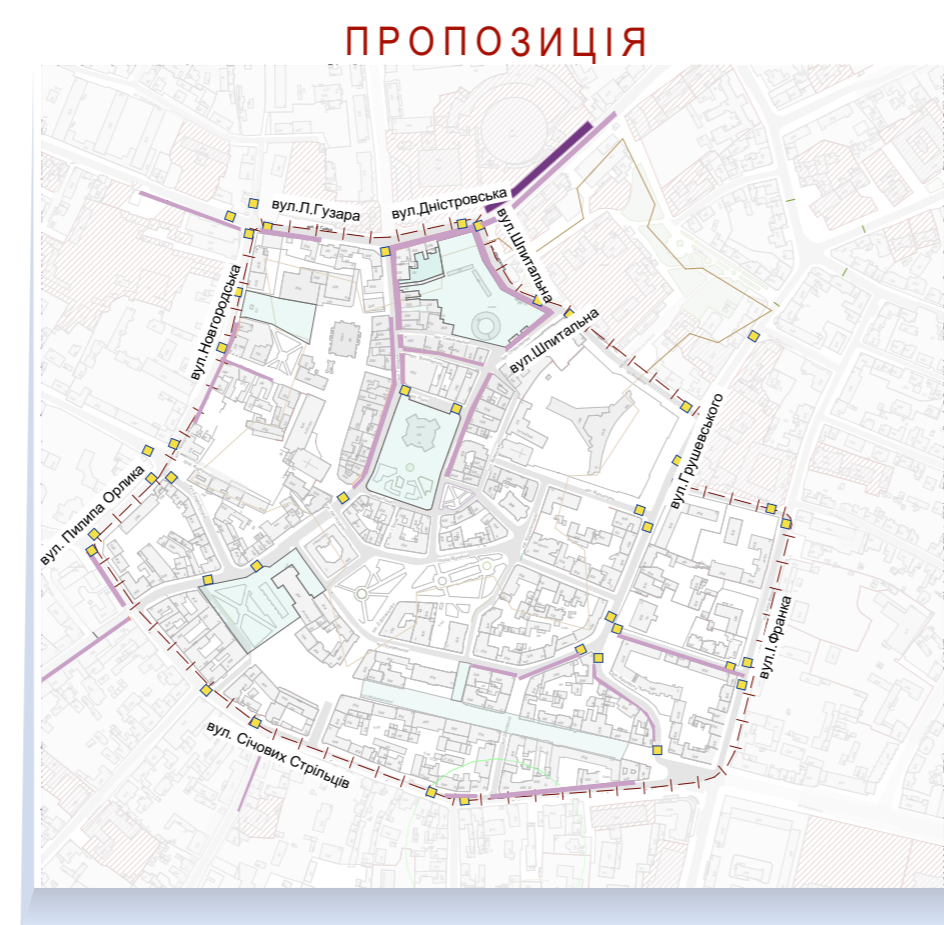 ПРОПОЗИЦІЯ
вул.Л.Гузара
вул.Дністровська
вул.Шпитальна
вул.Новгородська
вул.Шпитальна
вул.Грушевського
вул. Пилипа Орлика
вул.І.Франка
вул. Січових Стрільців